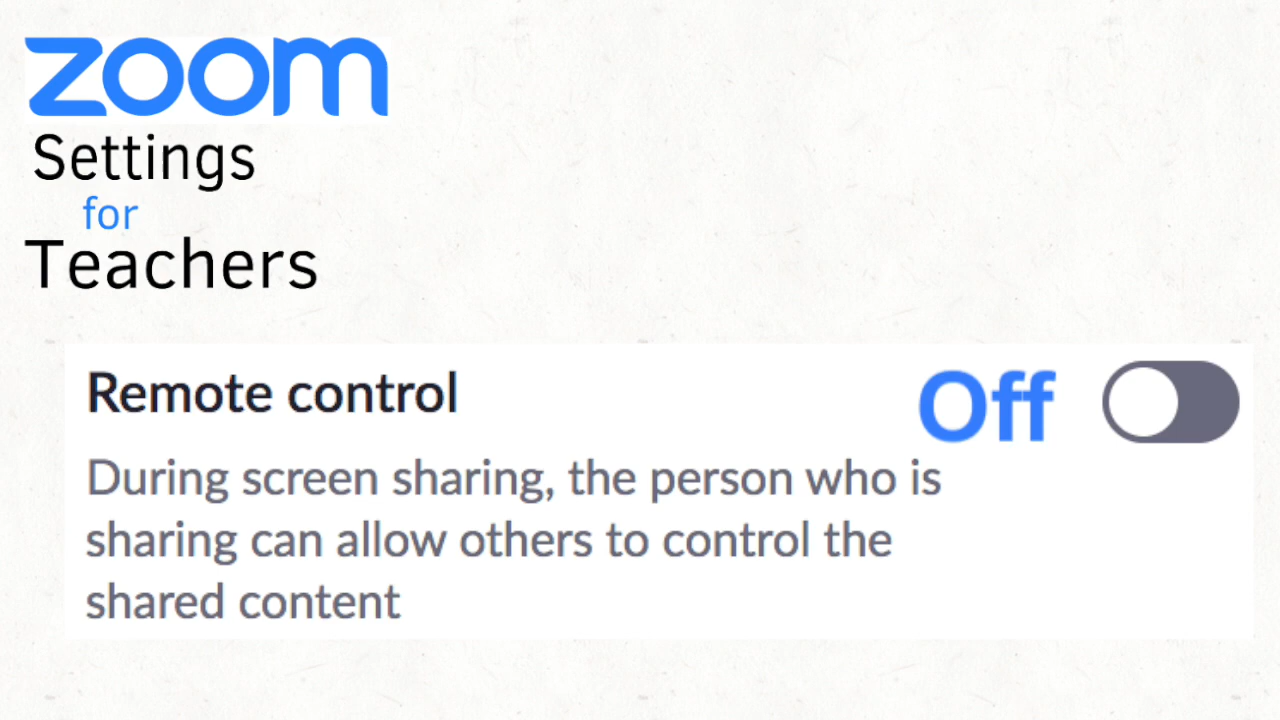 zoom
Settings
for
Teachers
Remote control
Off
During screen sharing, the person who is
sharing can allow others to control the
shared content